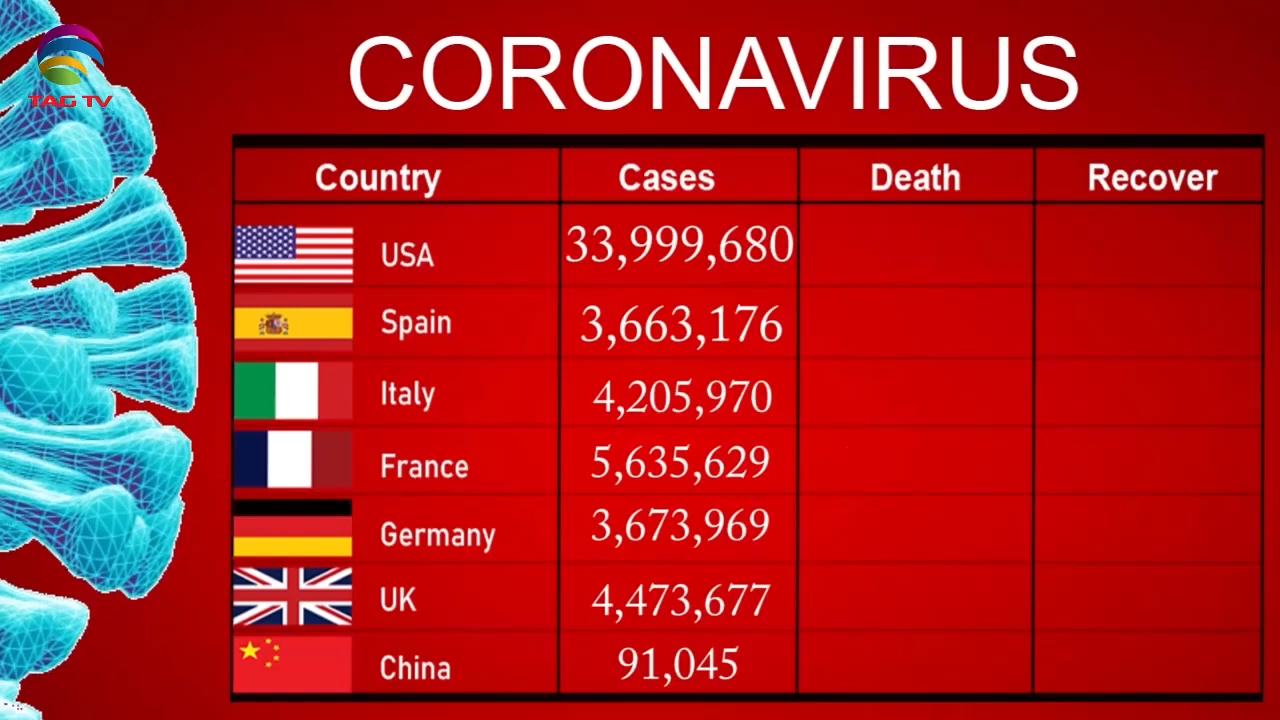 TAG TV
CORONAVIRUS
Country Cases Death Recover
USA 33,999,680
Spain 3,663,176
Italy 4,205,970
France 5,635,629
Germany 3,673,969
UK 4,473,677
China 91,045